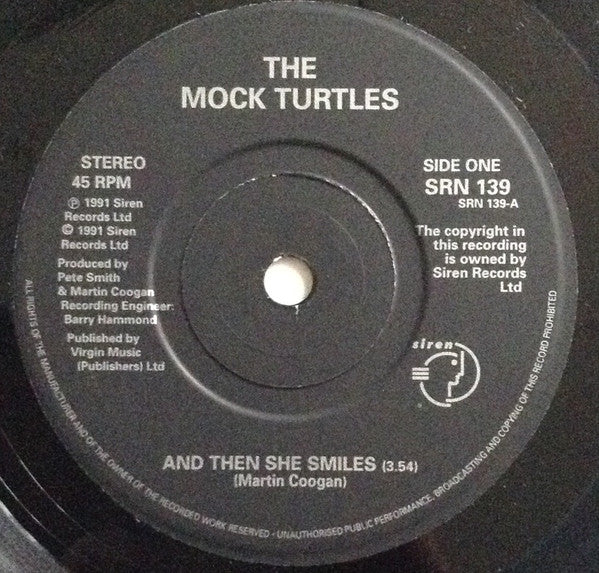 THE
MOCK TURTLES
STEREO
45 RPM
℗ 1991 Siren
Records Ltd
© 1991 Siren
Records Ltd
Produced by
Pete Smith
& Martin Coogan
Recording Engineer:
Barry Hammond
Published by
Virgin Music
(Publishers) Ltd
SIDE ONE
SRN 139
SRN 139-A
The copyright in
this recording
is owned by
Siren Records
Ltd
siren
AND THEN SHE SMILES (3.54)
(Martin Coogan)
ALL RIGHTS OF THE MANUFACTURER AND OF THE OWNER OF THE RECORDED WORK RESERVED - UNAUTHORISED PUBLIC PERFORMANCE, BROADCASTING AND COPYING OF THIS RECORD PROHIBITED